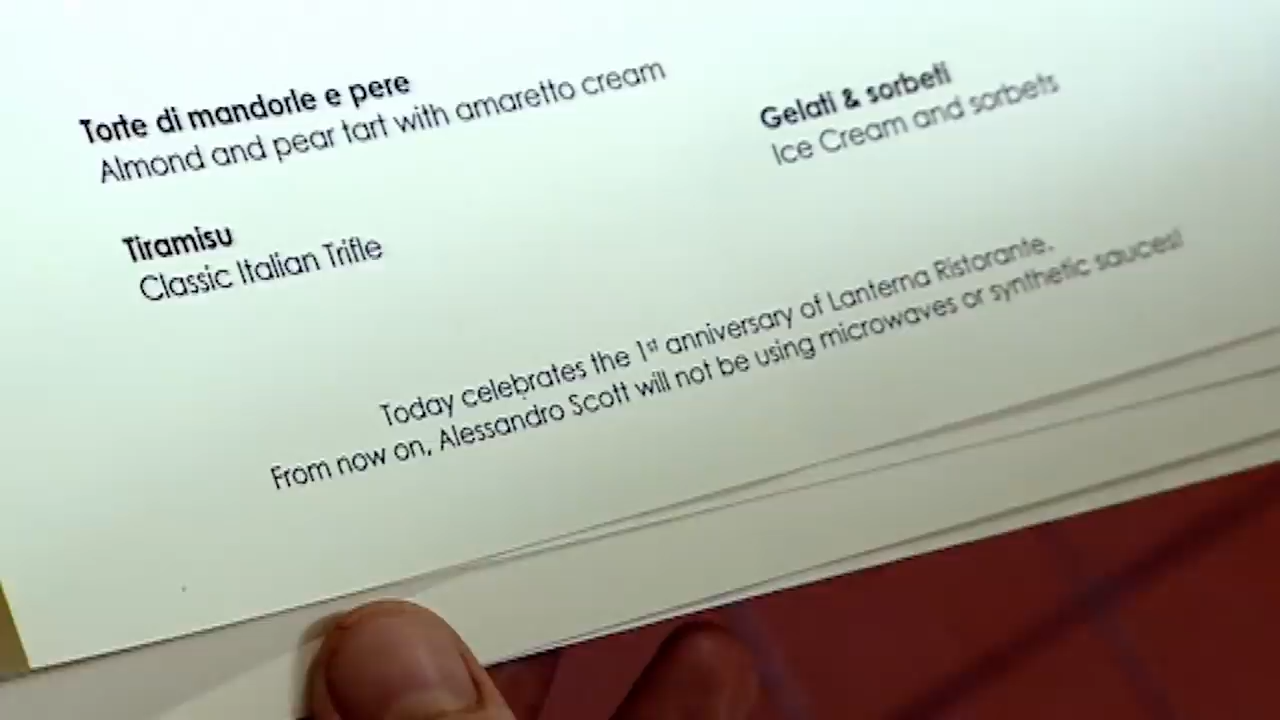 Torte di mandorle e pere
Almond and pear tart with amaretto cream
Gelati & sorbeti
Ice Cream and sorbets
Tiramisu
Classic Italian Trifle
Today celebrates the 1st anniversary of Lanterna Ristorante.
From now on, Alessandro Scott will not be using microwaves or synthetic sauces!